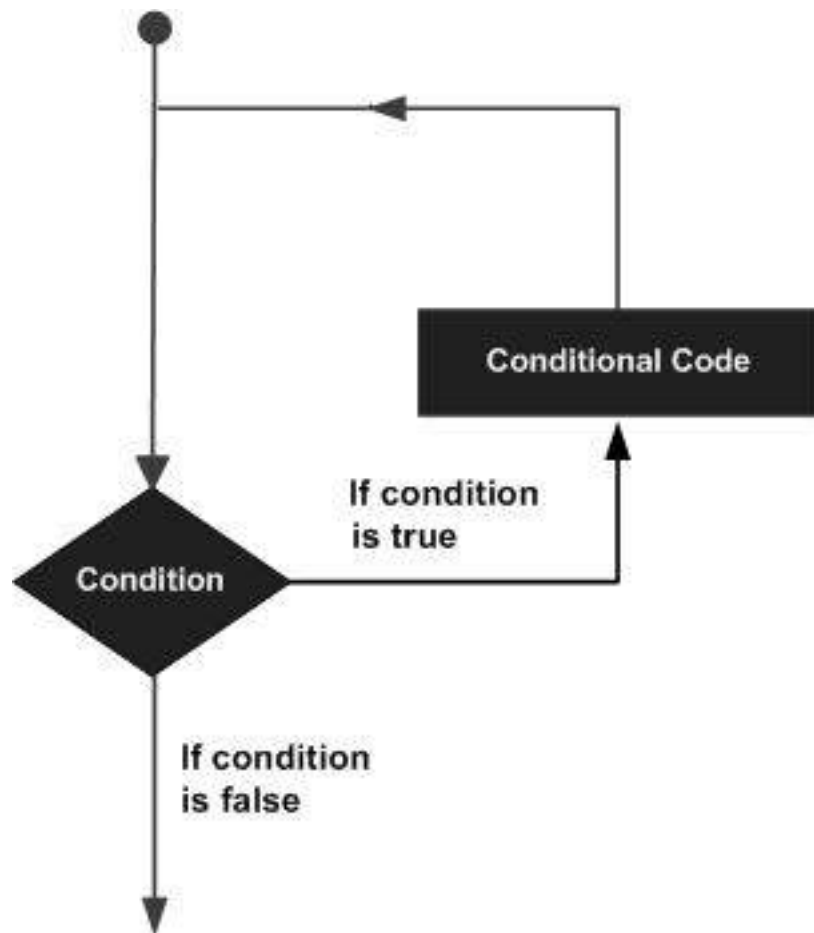 Conditional Code
If condition
is true
Condition
If condition
is false